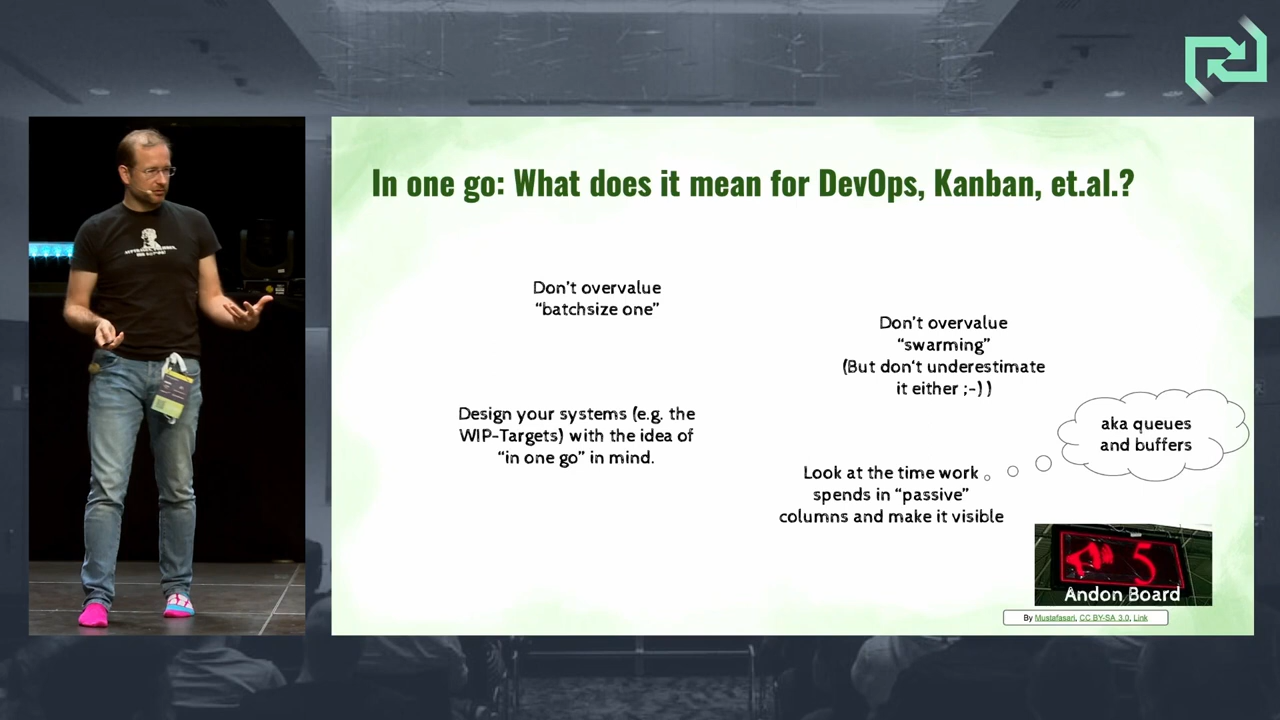 In one go: What does it mean for DevOps, Kanban, et.al.?
Don't overvalue
“batchsize one”
Don't overvalue
“swarming”
(But don't underestimate
it either ;-) )
Design your systems (e.g. the
WIP-Targets) with the idea of
“in one go” in mind.
aka queues
and buffers
Look at the time work
spends in “passive”
columns and make it visible
5
Andon Board
By Mustafasari, CC BY-SA 3.0, Link